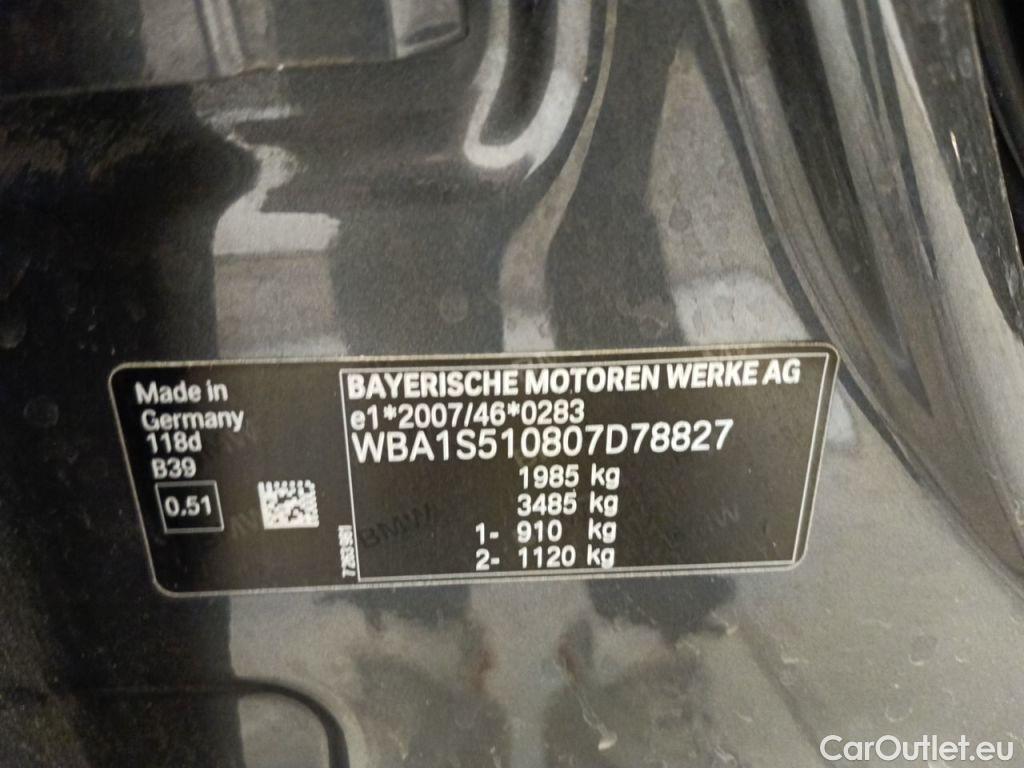 Made in
Germany
118d
B39
0.51
BAYERISCHE MOTOREN WERKE AG
e1*2007/46*0283
WBA1S510807D78827
1985 kg
3485 kg
1- 910 kg
2- 1120 kg
BMW
CarOutlet.eu